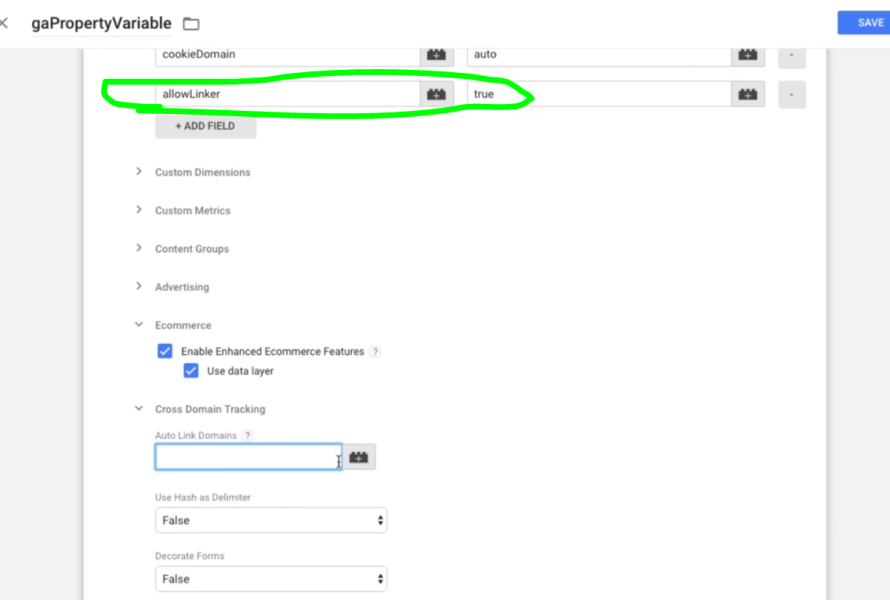 gaPropertyVariable
SAVE
cookieDomain auto -
allowLinker true -
+ ADD FIELD
Custom Dimensions
Custom Metrics
Content Groups
Advertising
Ecommerce
Enable Enhanced Ecommerce Features ?
Use data layer
Cross Domain Tracking
Auto Link Domains ?
Use Hash as Delimiter
False
Decorate Forms
False